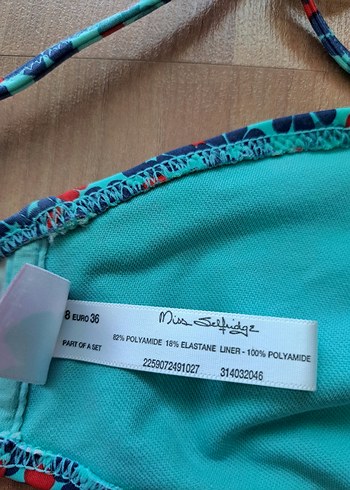 8 EURO 36
Miss Selfridge
PART OF A SET
82% POLYAMIDE 18% ELASTANE LINER - 100% POLYAMIDE
2259072491027 314032046